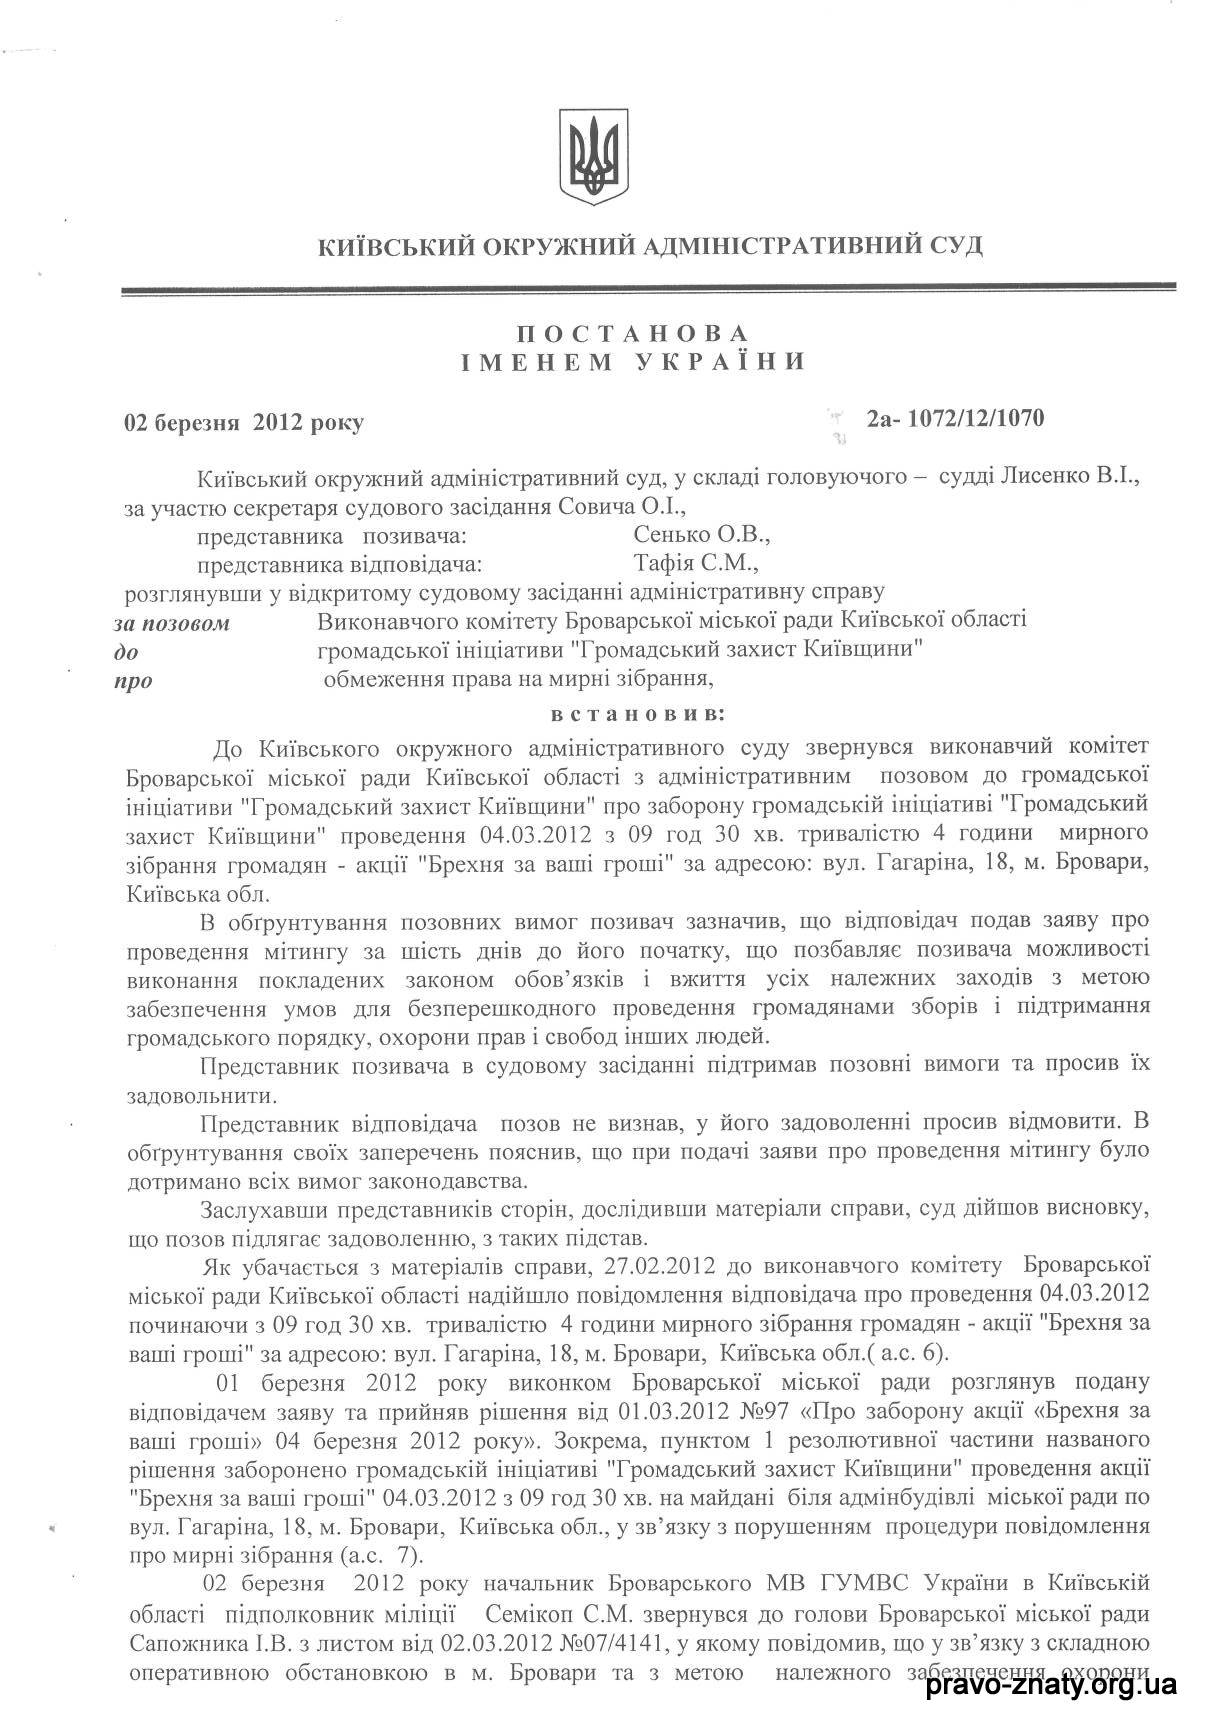 КИЇВСЬКИЙ ОКРУЖНИЙ АДМІНІСТРАТИВНИЙ СУД
ПОСТАНОВА
ІМЕНЕМ УКРАЇНИ
02 березня 2012 року 2а- 1072/12/1070
Київський окружний адміністративний суд, у складі головуючого – судді Лисенко В.І.,
за участю секретаря судового засідання Совича О.І.,
представника позивача: Сенько О.В.,
представника відповідача: Тафія С.М.,
розглянувши у відкритому судовому засіданні адміністративну справу
за позовом Виконавчого комітету Броварської міської ради Київської області
до громадської ініціативи "Громадський захист Київщини"
про обмеження права на мирні зібрання,
встановив:
До Київського окружного адміністративного суду звернувся виконавчий комітет
Броварської міської ради Київської області з адміністративним позовом до громадської
ініціативи "Громадський захист Київщини" про заборону громадській ініціативі "Громадський
захист Київщини" проведення 04.03.2012 з 09 год 30 хв. тривалістю 4 години мирного
зібрання громадян - акції "Брехня за ваші гроші" за адресою: вул. Гагаріна, 18, м. Бровари,
Київська обл.
В обґрунтування позовних вимог позивач зазначив, що відповідач подав заяву про
проведення мітингу за шість днів до його початку, що позбавляє позивача можливості
виконання покладених законом обов’язків і вжиття усіх належних заходів з метою
забезпечення умов для безперешкодного проведення громадянами зборів і підтримання
громадського порядку, охорони прав і свобод інших людей.
Представник позивача в судовому засіданні підтримав позовні вимоги та просив їх
задовольнити.
Представник відповідача позов не визнав, у його задоволенні просив відмовити. В
обґрунтування своїх заперечень пояснив, що при подачі заяви про проведення мітингу було
дотримано всіх вимог законодавства.
Заслухавши представників сторін, дослідивши матеріали справи, суд дійшов висновку,
що позов підлягає задоволенню, з таких підстав.
Як убачається з матеріалів справи, 27.02.2012 до виконавчого комітету Броварської
міської ради Київської області надійшло повідомлення відповідача про проведення 04.03.2012
починаючи з 09 год 30 хв. тривалістю 4 години мирного зібрання громадян - акції "Брехня за
ваші гроші" за адресою: вул. Гагаріна, 18, м. Бровари, Київська обл.( а.с. 6).
01 березня 2012 року виконком Броварської міської ради розглянув подану
відповідачем заяву та прийняв рішення від 01.03.2012 №97 «Про заборону акції «Брехня за
ваші гроші» 04 березня 2012 року». Зокрема, пунктом 1 резолютивної частини названого
рішення заборонено громадській ініціативі "Громадський захист Київщини" проведення акції
"Брехня за ваші гроші" 04.03.2012 з 09 год 30 хв. на майдані біля адмінбудівлі міської ради по
вул. Гагаріна, 18, м. Бровари, Київська обл., у зв’язку з порушенням процедури повідомлення
про мирні зібрання (а.с. 7).
02 березня 2012 року начальник Броварського МВ ГУМВС України в Київській
області підполковник міліції Семікоп С.М. звернувся до голови Броварської міської ради
Сапожника І.В. з листом від 02.03.2012 №07/4141, у якому повідомив, що у зв’язку з складною
оперативною обстановкою в м. Бровари та з метою належного забезпечення охорони
pravo-znaty.org.ua